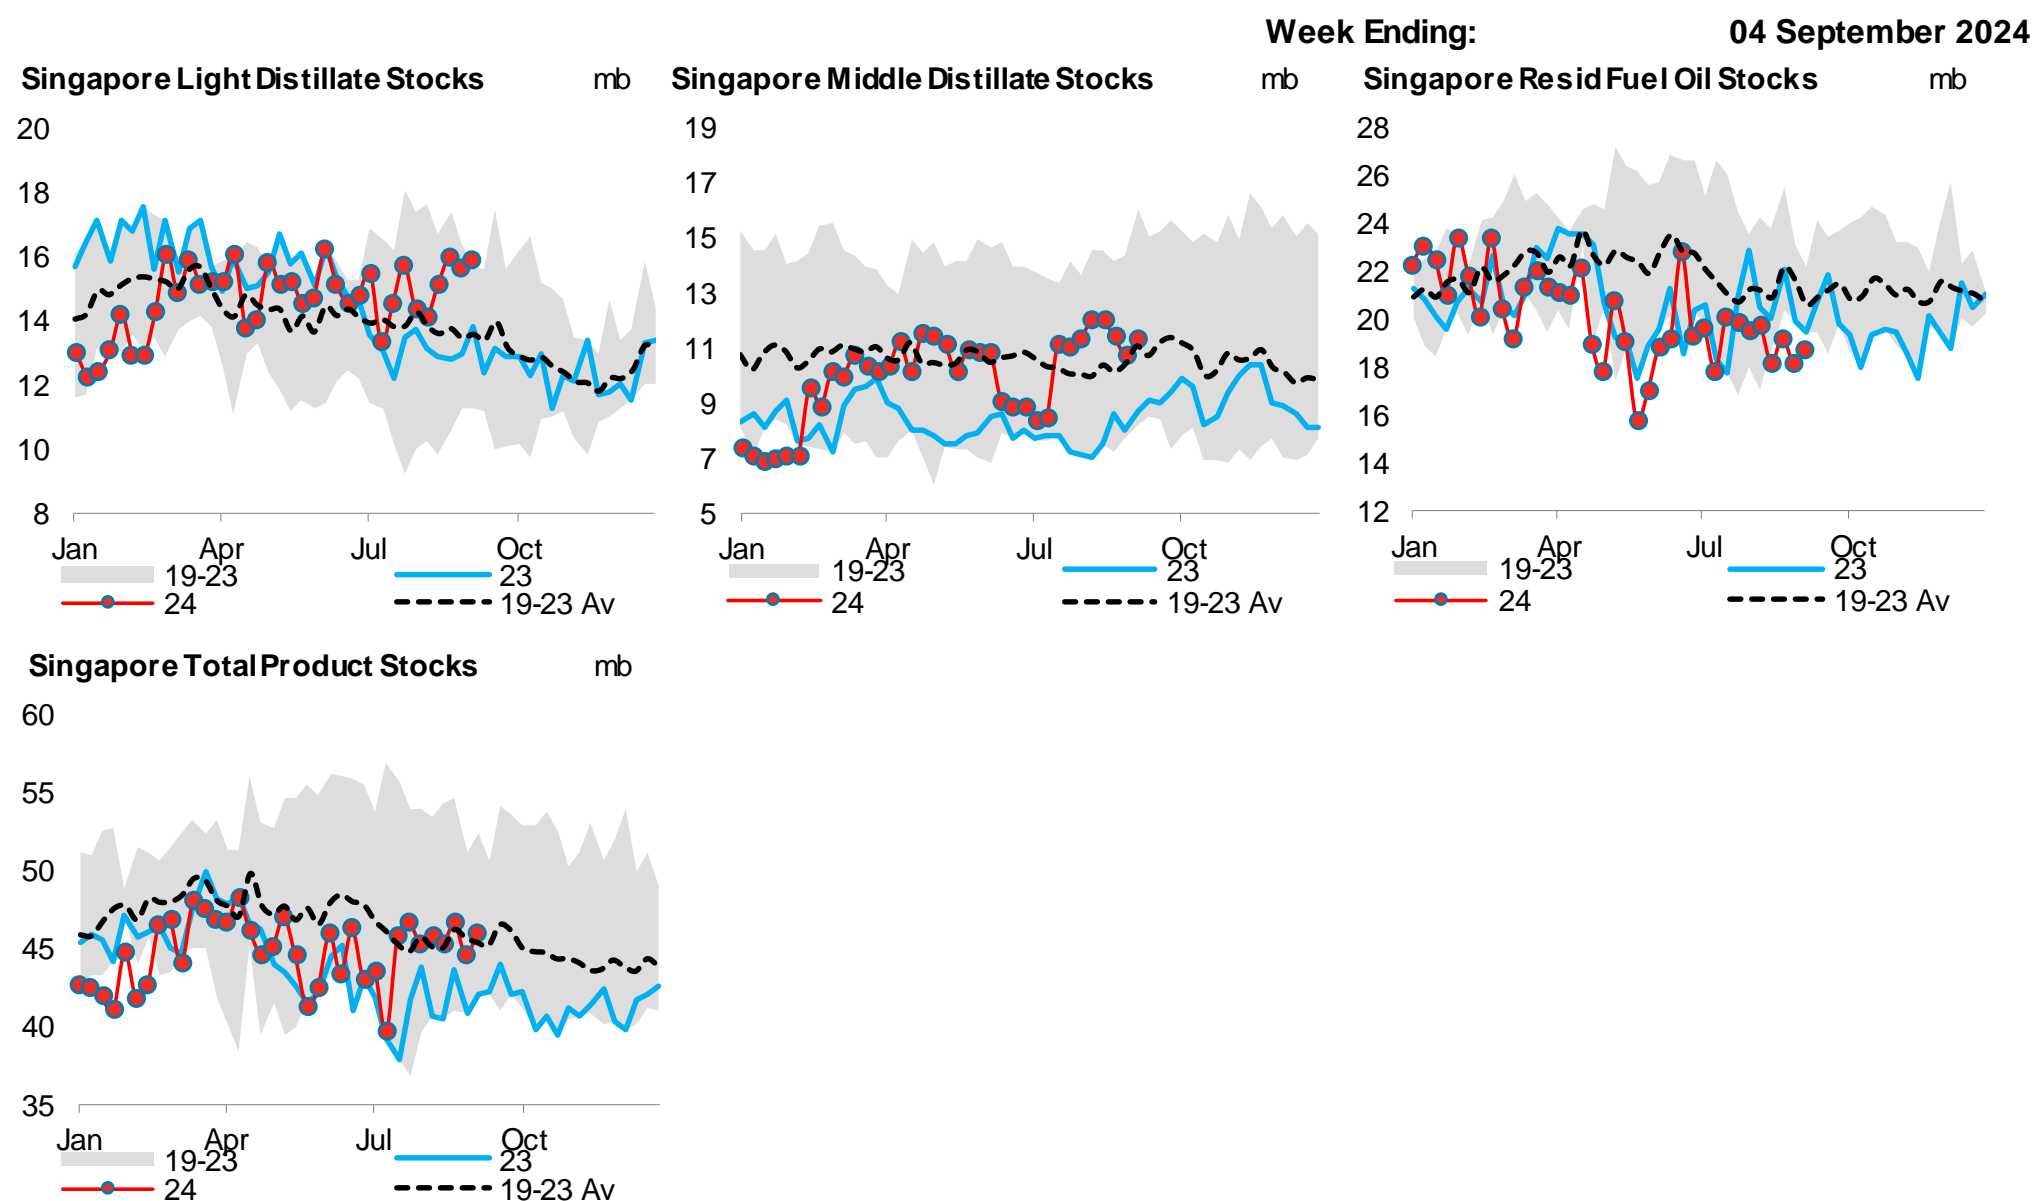 Week Ending: 04 September 2024
Singapore Light Distillate Stocks mb
20
18
16
14
12
10
8
Jan Apr Jul Oct
19-23 23
24 19-23 Av
Singapore Middle Distillate Stocks mb
19
17
15
13
11
9
7
5
Jan Apr Jul Oct
19-23 23
24 19-23 Av
Singapore Resid Fuel Oil Stocks mb
28
26
24
22
20
18
16
14
12
Jan Apr Jul Oct
19-23 23
24 19-23 Av
Singapore Total Product Stocks mb
60
55
50
45
40
35
Jan Apr Jul Oct
19-23 23
24 19-23 Av